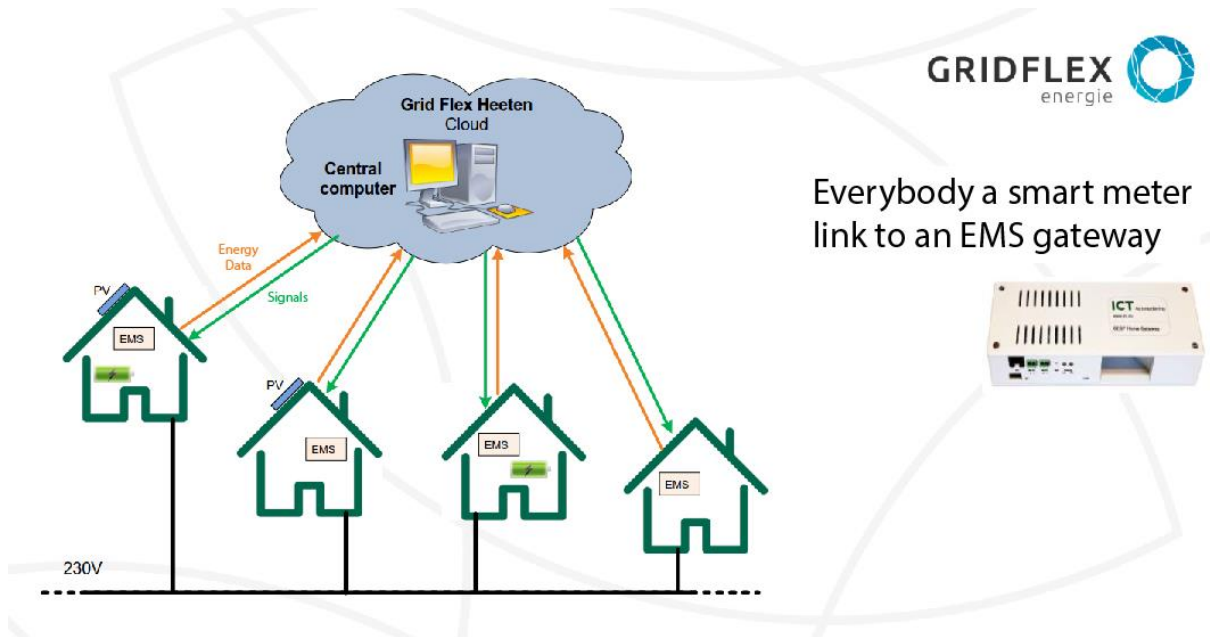 GRIDFLEX
energie
Grid Flex Heeten
Cloud
Central
computer
Everybody a smart meter
link to an EMS gateway
Energy
Data
Signals
PV
EMS
PV
EMS
EMS
EMS
ICT
230V